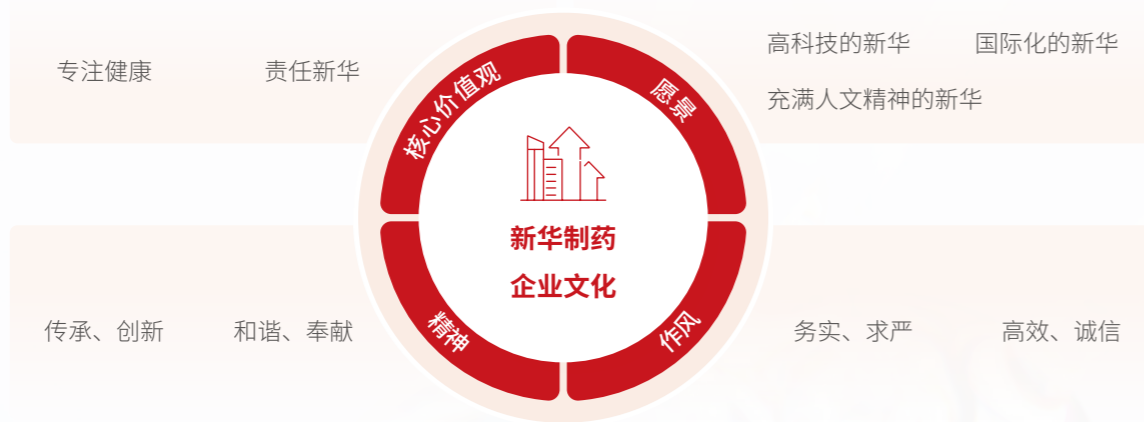 核心价值观
专注健康 责任新华
愿景
高科技的新华 国际化的新华
充满人文精神的新华
新华制药
企业文化
精神
传承、创新 和谐、奉献
作风
务实、求严 高效、诚信